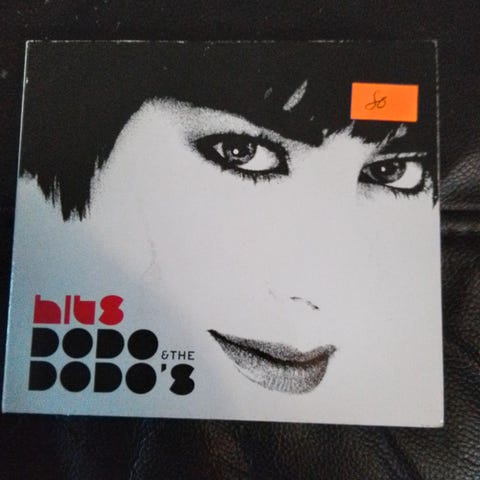 80
hits
DODO & THE
DODO'S